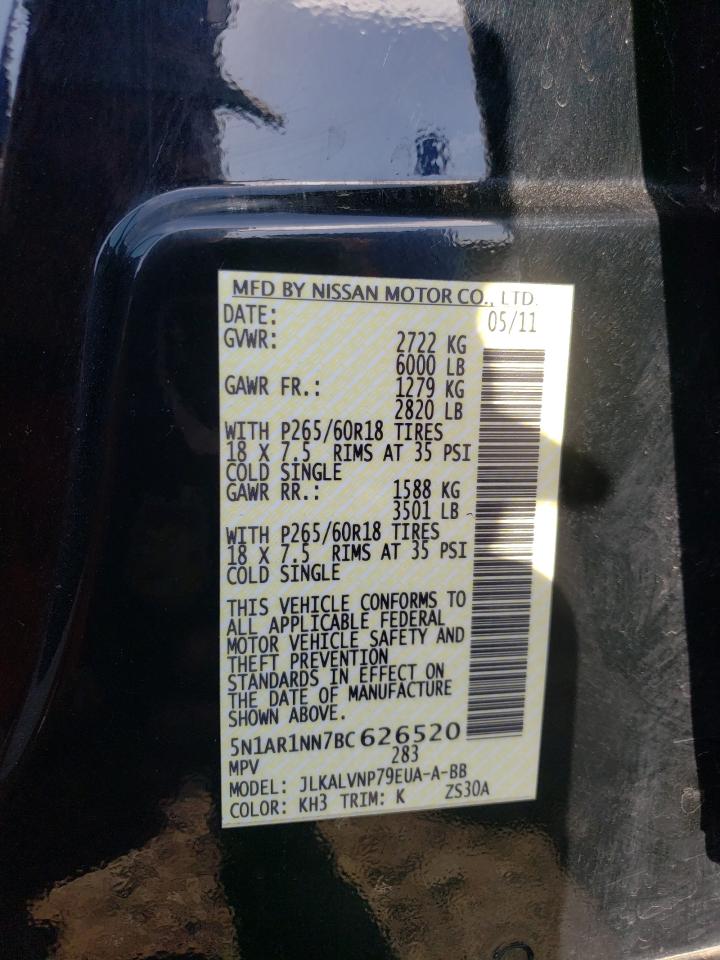 MFD BY NISSAN MOTOR CO., LTD.
DATE: 05/11
GVWR: 2722 KG
6000 LB
GAWR FR.: 1279 KG
2820 LB
WITH P265/60R18 TIRES
18 X 7.5 RIMS AT 35 PSI
COLD SINGLE
GAWR RR.: 1588 KG
3501 LB
WITH P265/60R18 TIRES
18 X 7.5 RIMS AT 35 PSI
COLD SINGLE
THIS VEHICLE CONFORMS TO
ALL APPLICABLE FEDERAL
MOTOR VEHICLE SAFETY AND
THEFT PREVENTION
STANDARDS IN EFFECT ON
THE DATE OF MANUFACTURE
SHOWN ABOVE.
5N1AR1NN7BC 626520
MPV 283
MODEL: JLKALVNP79EUA-A-BB
COLOR: KH3 TRIM: K ZS30A